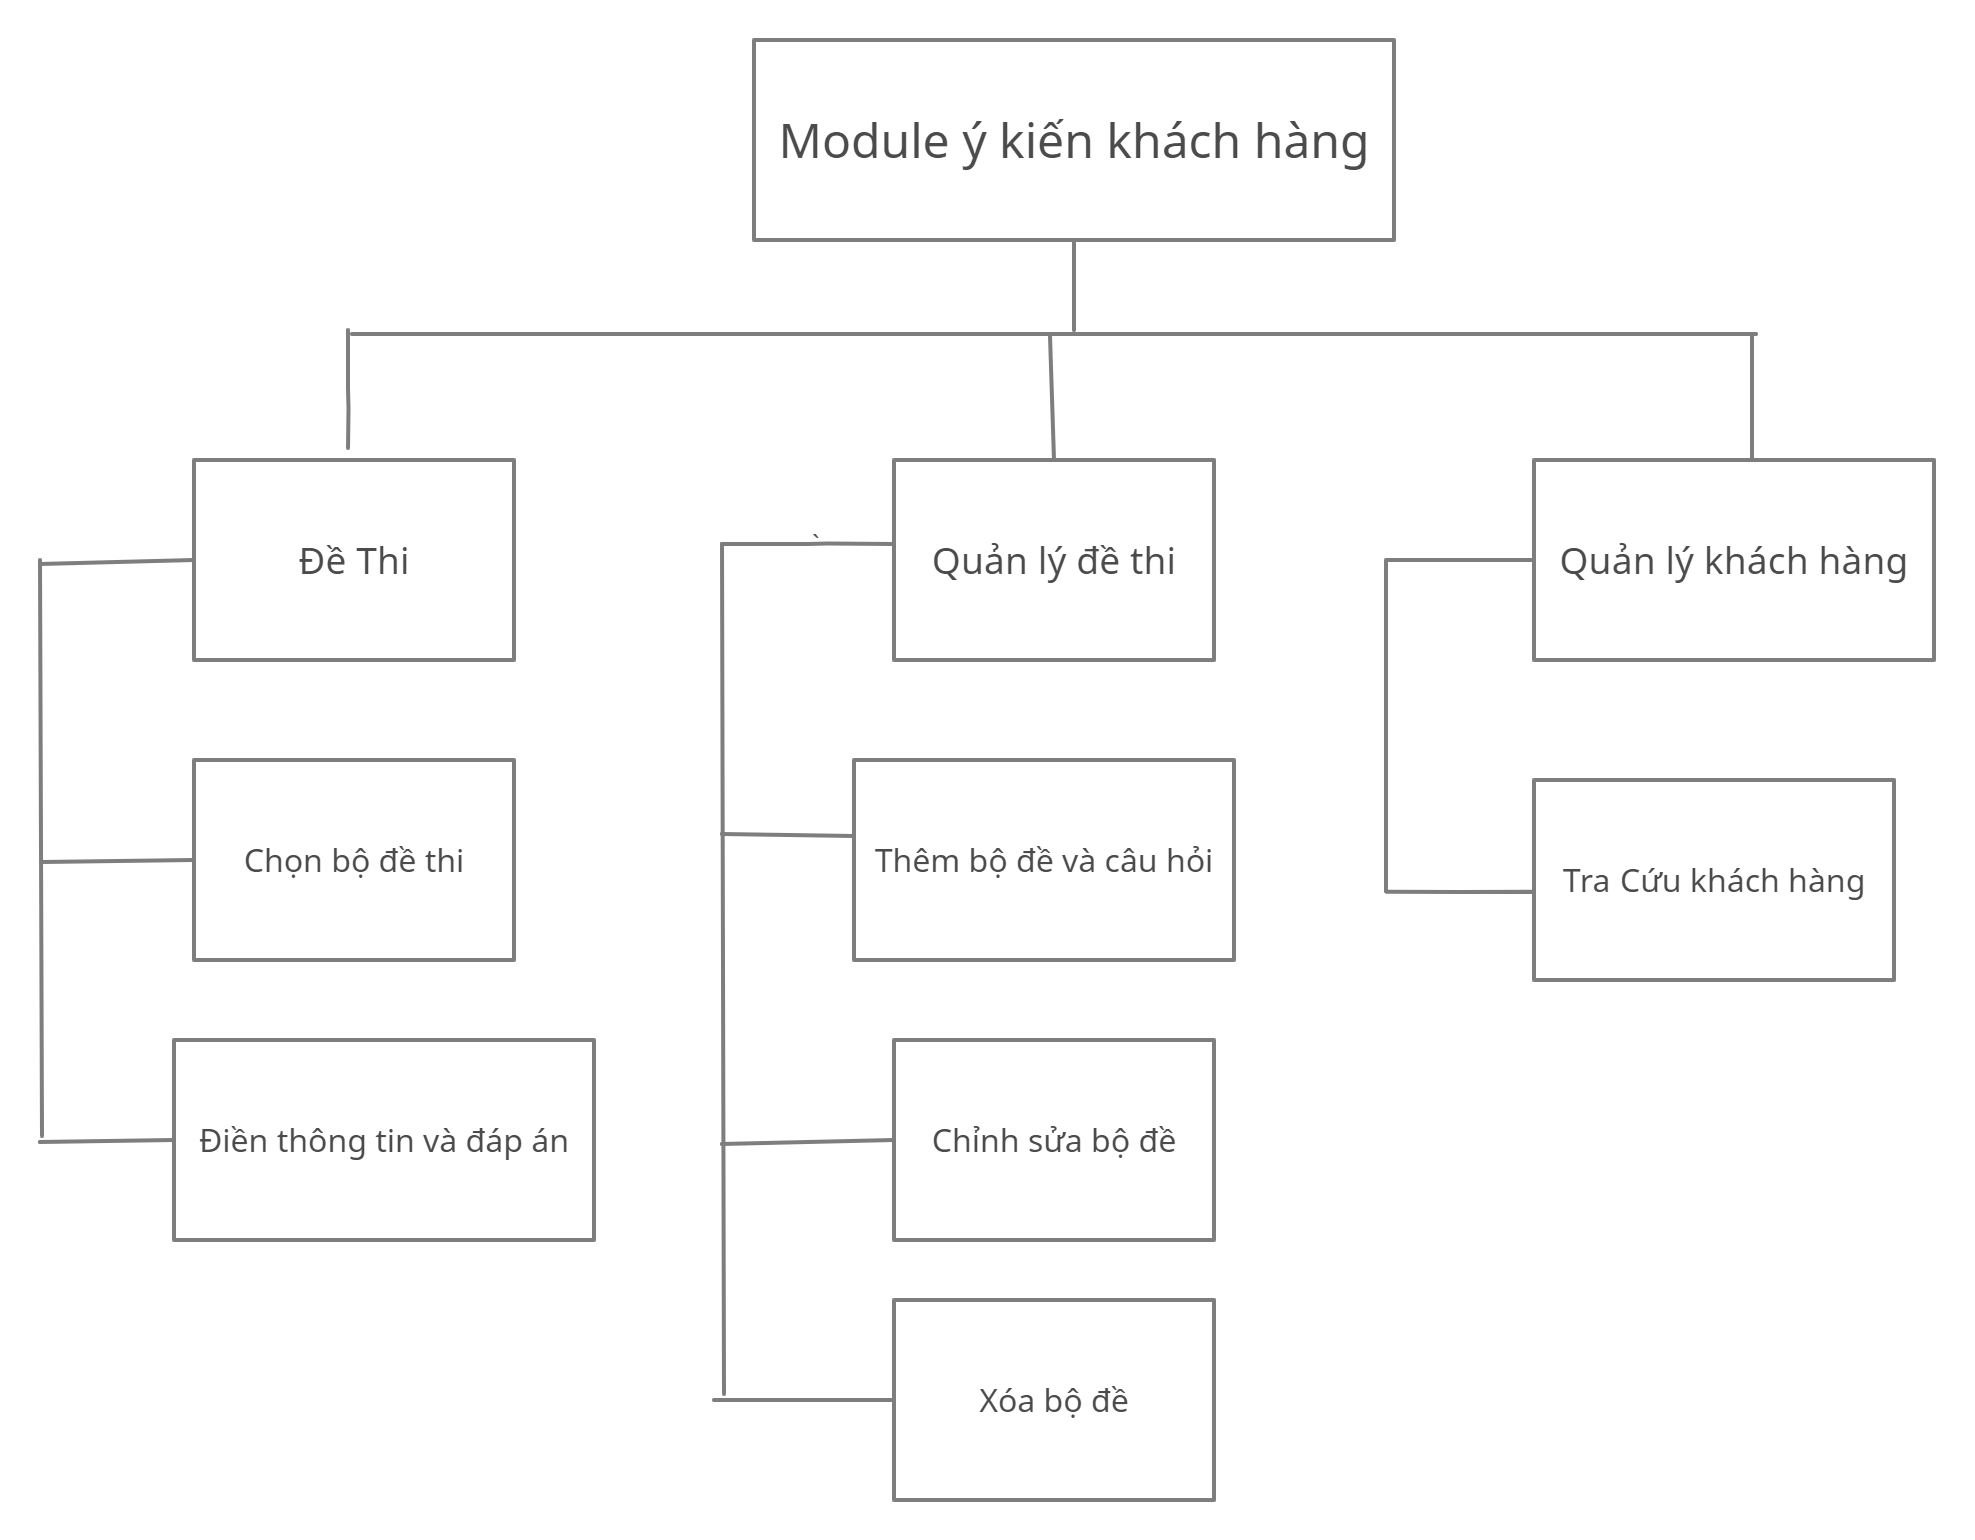 Module ý kiến khách hàng
Đề Thi
Quản lý đề thi
Quản lý khách hàng
Chọn bộ đề thi
Thêm bộ đề và câu hỏi
Tra Cứu khách hàng
Điền thông tin và đáp án
Chỉnh sửa bộ đề
Xóa bộ đề